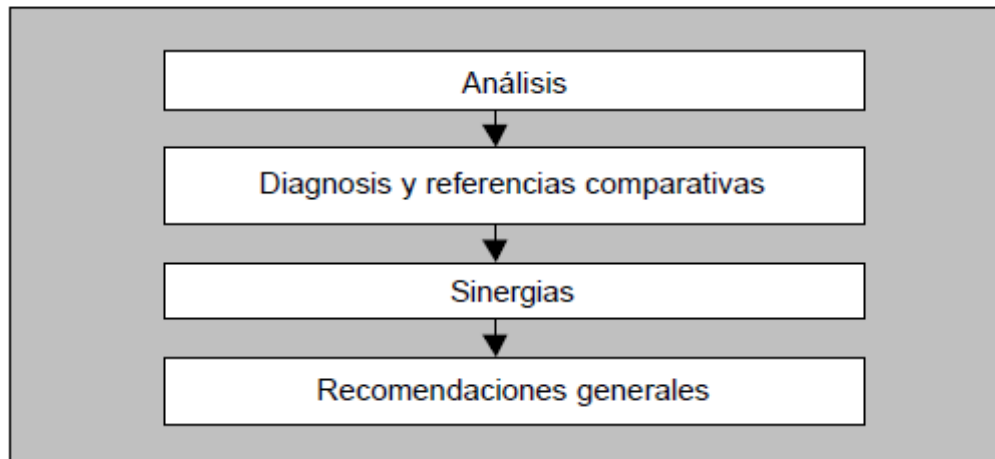 Análisis
Diagnosis y referencias comparativas
Sinergias
Recomendaciones generales